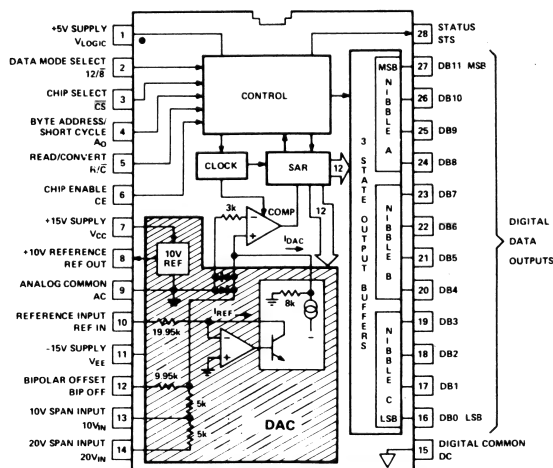 +5V SUPPLY
VLOGIC
1
DATA MODE SELECT
12/8̅
2
CHIP SELECT
C̅S̅
3
BYTE ADDRESS/
SHORT CYCLE
AO
4
READ/CONVERT
R/C̅
5
CHIP ENABLE
CE
6
+15V SUPPLY
VCC
7
+10V REFERENCE
REF OUT
8
ANALOG COMMON
AC
9
REFERENCE INPUT
REF IN
10
-15V SUPPLY
VEE
11
BIPOLAR OFFSET
BIP OFF
12
10V SPAN INPUT
10VIN
13
20V SPAN INPUT
20VIN
14
CONTROL
CLOCK
SAR
12
12
3k
COMP
IDAC
10V
REF
19.95k
IREF
8k
9.95k
5k
5k
DAC
3 STATE OUTPUT BUFFERS
MSB
NIBBLE A
NIBBLE B
NIBBLE C
LSB
28
STATUS
STS
27
DB11 MSB
26
DB10
25
DB9
24
DB8
23
DB7
22
DB6
21
DB5
20
DB4
19
DB3
18
DB2
17
DB1
16
DB0 LSB
15
DIGITAL COMMON
DC
DIGITAL
DATA
OUTPUTS